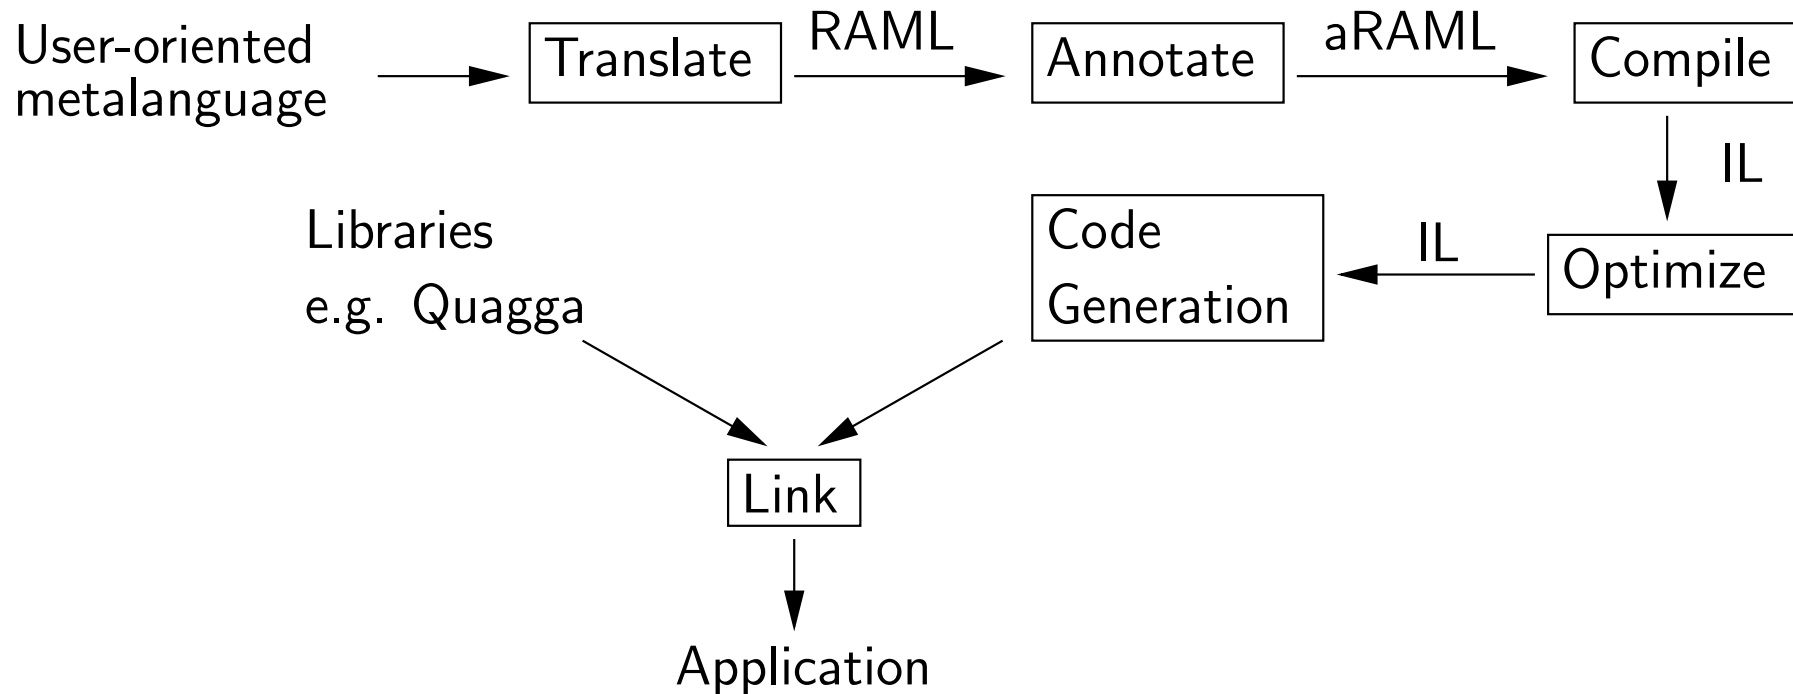 User-oriented
metalanguage
Translate
RAML
Annotate
aRAML
Compile
IL
Optimize
IL
Code
Generation
Libraries
e.g. Quagga
Link
Application